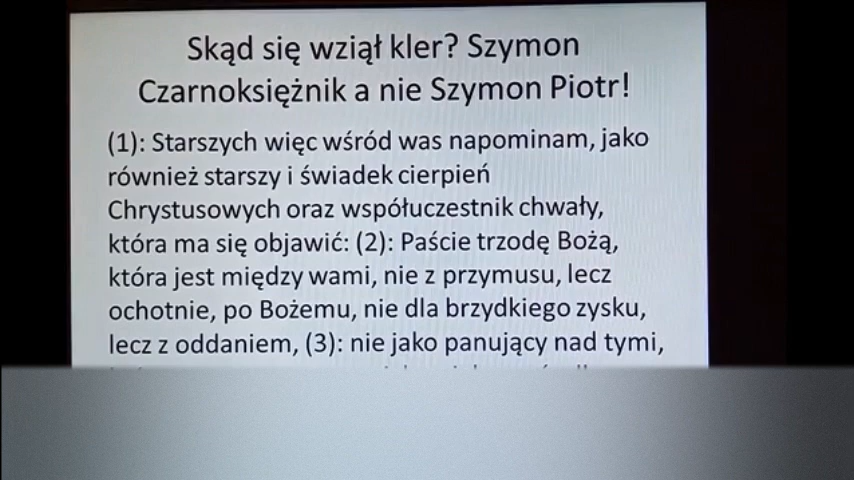 Skąd się wziął kler? Szymon
Czarnoksiężnik a nie Szymon Piotr!
(1): Starszych więc wśród was napominam, jako
również starszy i świadek cierpień
Chrystusowych oraz współuczestnik chwały,
która ma się objawić: (2): Paście trzodę Bożą,
która jest między wami, nie z przymusu, lecz
ochotnie, po Bożemu, nie dla brzydkiego zysku,
lecz z oddaniem, (3): nie jako panujący nad tymi,